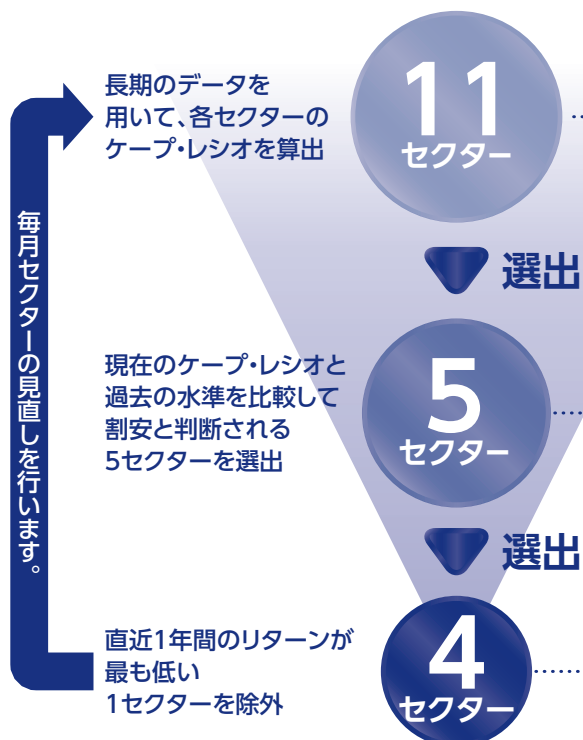 毎月セクターの見直しを行います。
長期のデータを
用いて、各セクターの
ケープ・レシオを算出
11
セクター
選出
現在のケープ・レシオと
過去の水準を比較して
割安と判断される
5セクターを選出
5
セクター
選出
直近1年間のリターンが
最も低い
1セクターを除外
4
セクター